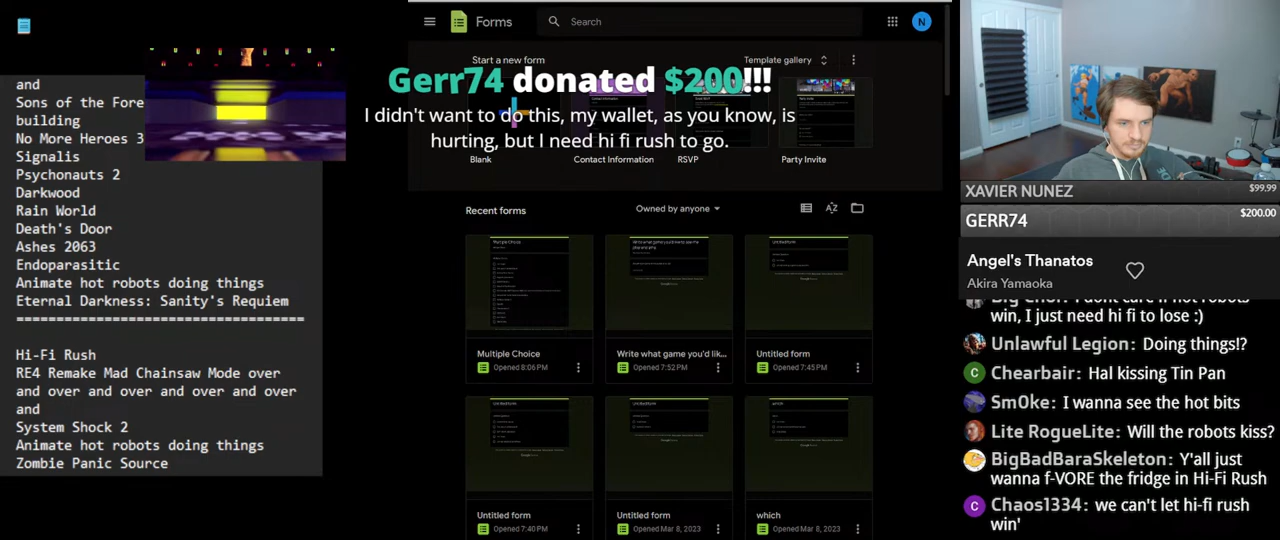 and
Sons of the Fore
building
No More Heroes 3
Signalis
Psychonauts 2
Darkwood
Rain World
Death's Door
Ashes 2063
Endoparasitic
Animate hot robots doing things
Eternal Darkness: Sanity's Requiem
====================================
Hi-Fi Rush
RE4 Remake Mad Chainsaw Mode over
and over and over and over and over
and
System Shock 2
Animate hot robots doing things
Zombie Panic Source
Forms
Search
N
Start a new form
Template gallery
Gerr74 donated $200!!!
I didn't want to do this, my wallet, as you know, is
hurting, but I need hi fi rush to go.
Blank
Contact Information
RSVP
Party Invite
Recent forms
Owned by anyone
Multiple Choice
Opened 8:06 PM
Write what game you'd lik...
Opened 7:52 PM
Untitled form
Opened 7:45 PM
Untitled form
Opened 7:40 PM
Untitled form
Opened Mar 8, 2023
which
Opened Mar 8, 2023
XAVIER NUNEZ
$99.99
GERR74
$200.00
Angel's Thanatos
Akira Yamaoka
win, I just need hi fi to lose :)
Unlawful Legion: Doing things!?
C Chearbair: Hal kissing Tin Pan
Sm0ke: I wanna see the hot bits
Lite RogueLite: Will the robots kiss?
BigBadBaraSkeleton: Y'all just
wanna f-VORE the fridge in Hi-Fi Rush
C Chaos1334: we can't let hi-fi rush
win'